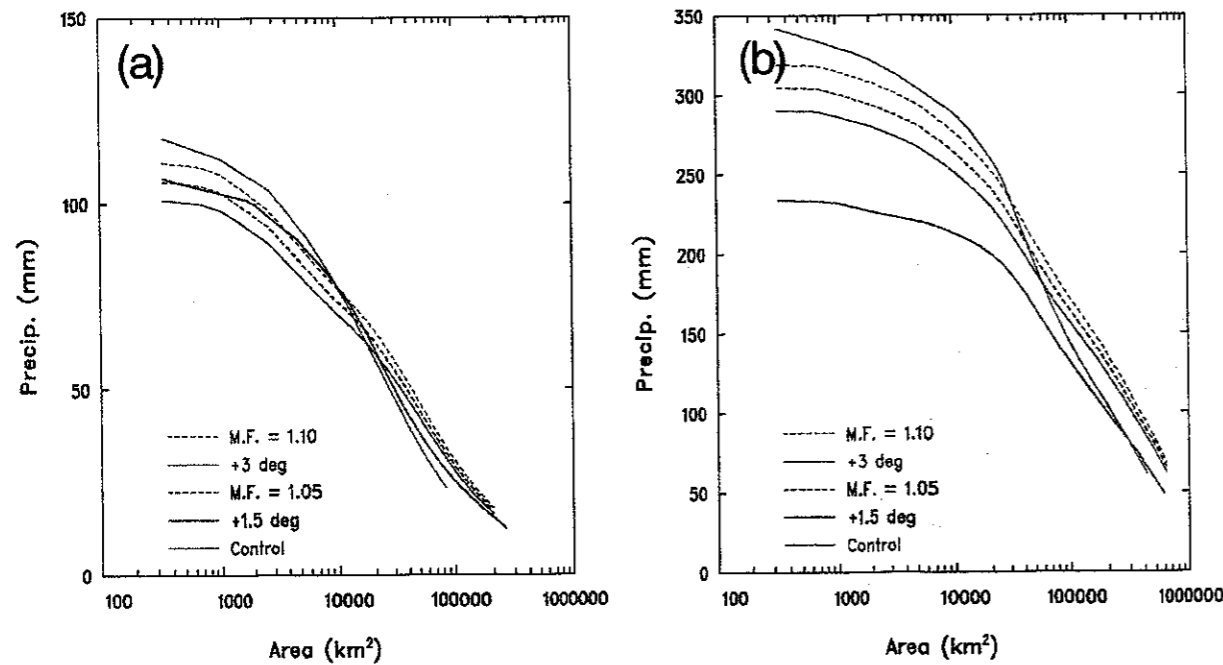 (a)
150
100
50
0
Precip. (mm)
M.F. = 1.10
+3 deg
M.F. = 1.05
+1.5 deg
Control
100 1000 10000 100000 1000000
Area (km²)
(b)
350
300
250
200
150
100
50
0
Precip. (mm)
M.F. = 1.10
+3 deg
M.F. = 1.05
+1.5 deg
Control
100 1000 10000 100000 1000000
Area (km²)